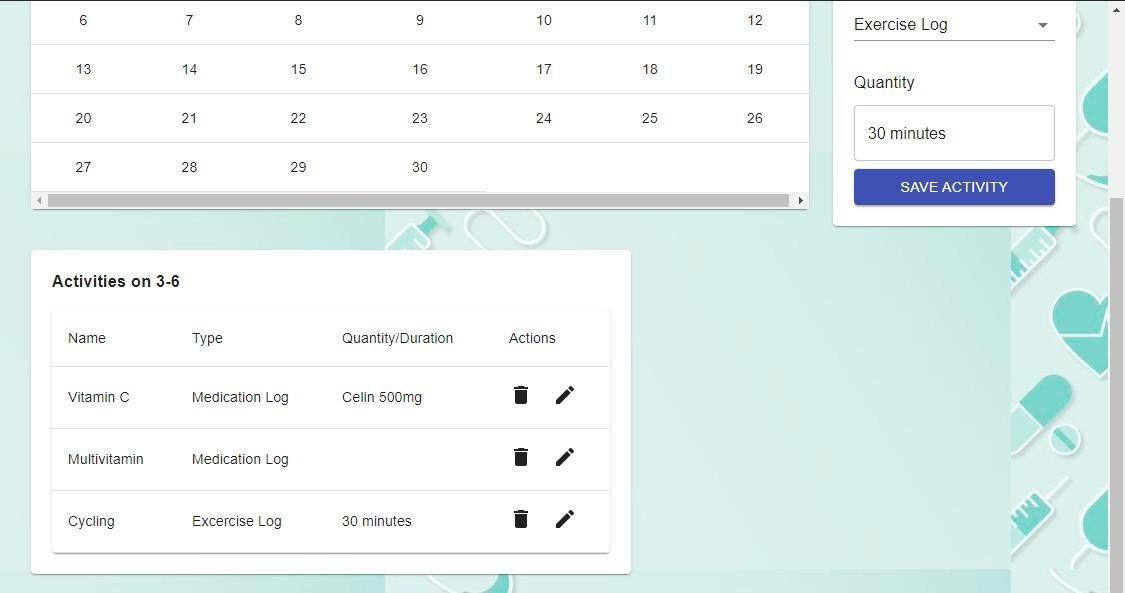 6 7 8 9 10 11 12
13 14 15 16 17 18 19
20 21 22 23 24 25 26
27 28 29 30
Exercise Log
Quantity
30 minutes
SAVE ACTIVITY
Activities on 3-6
Name Type Quantity/Duration Actions
Vitamin C Medication Log Celin 500mg
Multivitamin Medication Log
Cycling Excercise Log 30 minutes